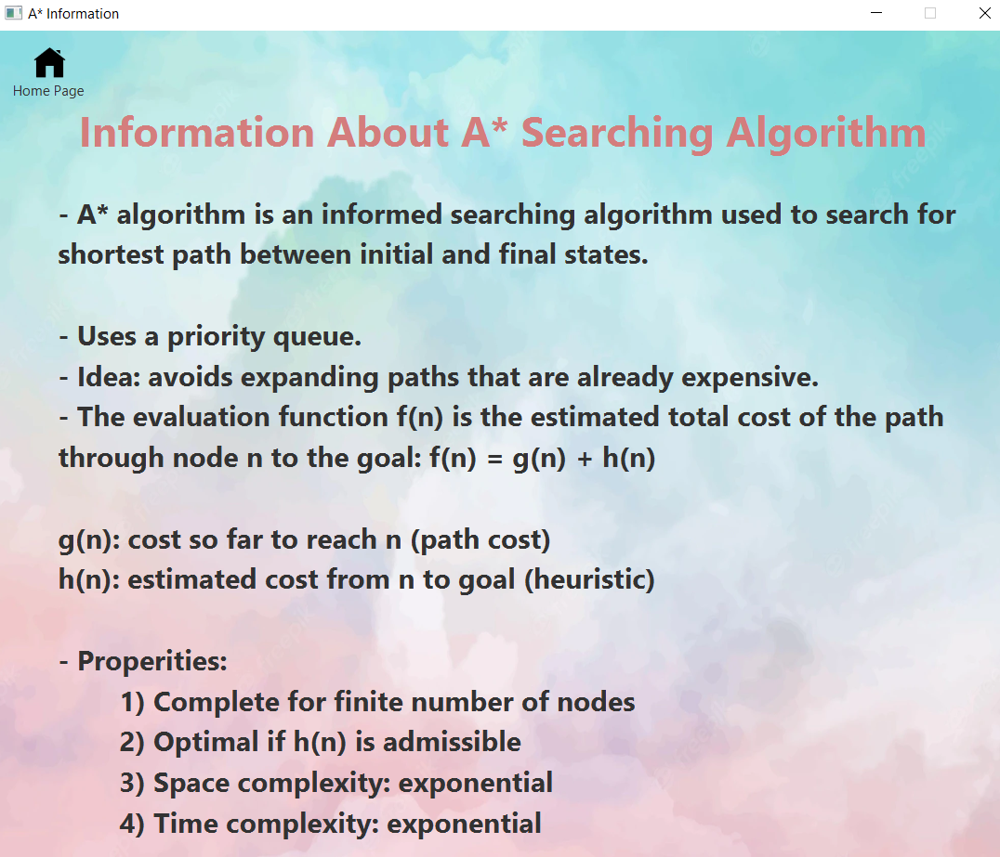 A* Information
Home Page
Information About A* Searching Algorithm
- A* algorithm is an informed searching algorithm used to search for
shortest path between initial and final states.
- Uses a priority queue.
- Idea: avoids expanding paths that are already expensive.
- The evaluation function f(n) is the estimated total cost of the path
through node n to the goal: f(n) = g(n) + h(n)
g(n): cost so far to reach n (path cost)
h(n): estimated cost from n to goal (heuristic)
- Properities:
1) Complete for finite number of nodes
2) Optimal if h(n) is admissible
3) Space complexity: exponential
4) Time complexity: exponential